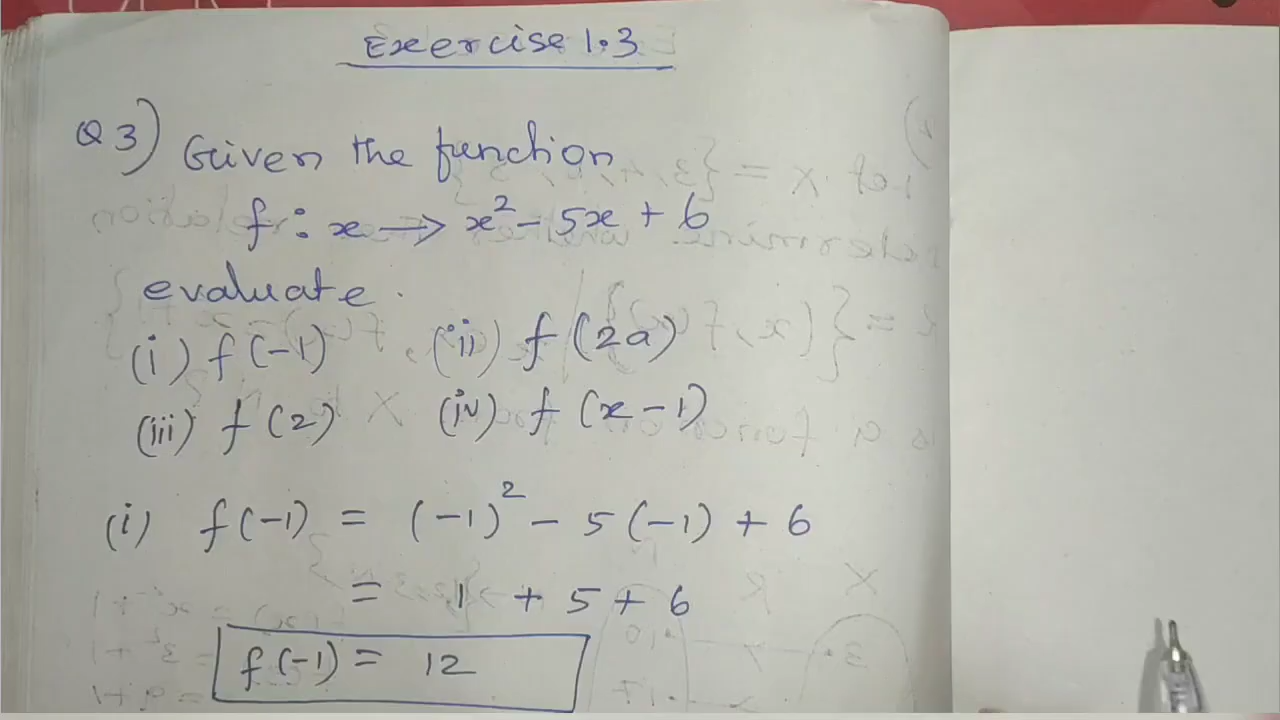 Exercise 1.3
Q3) Given the function
f : x → x² - 5x + 6
evaluate.
(i) f(-1) (ii) f(2a)
(iii) f(2) (iv) f(x-1)
(i) f(-1) = (-1)² - 5(-1) + 6
= 1 + 5 + 6
f(-1) = 12